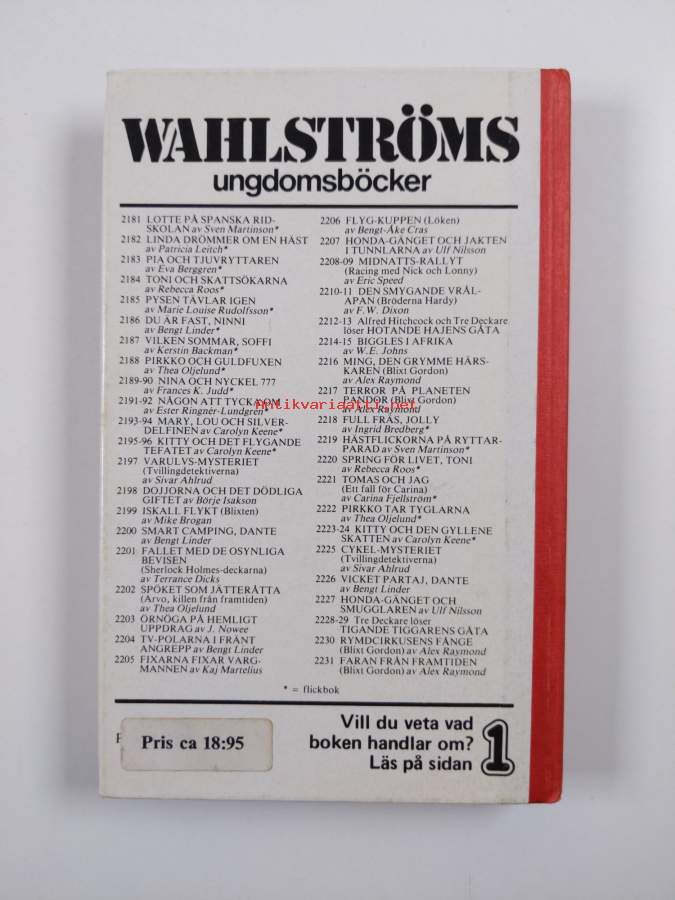 WAHLSTRÖMS
ungdomsböcker
2181 LOTTE PÅ SPANSKA RID-
SKOLAN av Sven Martinson*
2182 LINDA DRÖMMER OM EN HÄST
av Patricia Leitch*
2183 PIA OCH TJUVRYTTAREN
av Eva Berggren*
2184 TONI OCH SKATTSÖKARNA
av Rebecca Roos*
2185 PYSEN TÄVLAR IGEN
av Marie Louise Rudolfsson*
2186 DU ÄR FAST, NINNI
av Bengt Linder*
2187 VILKEN SOMMAR, SOFFI
av Kerstin Backman*
2188 PIRKKO OCH GULDFUXEN
av Thea Oljelund*
2189-90 NINA OCH NYCKEL 777
av Frances K. Judd*
2191-92 NÅGON ATT TYCKA OM
av Ester Ringnér-Lundgren*
2193-94 MARY, LOU OCH SILVER-
DELFINEN av Carolyn Keene*
2195-96 KITTY OCH DET FLYGANDE
TEFATET av Carolyn Keene*
2197 VARULVS-MYSTERIET
(Tvillingdetektiverna)
av Sivar Ahlrud
2198 DOJJORNA OCH DET DÖDLIGA
GIFTET av Börje Isakson
2199 ISKALL FLYKT (Blixten)
av Mike Brogan
2200 SMART CAMPING, DANTE
av Bengt Linder
2201 FALLET MED DE OSYNLIGA
BEVISEN
(Sherlock Holmes-deckarna)
av Terrance Dicks
2202 SPÖKET SOM JÄTTERÅTTA
(Arvo, killen från framtiden)
av Thea Oljelund
2203 ÖRNÖGA PÅ HEMLIGT
UPPDRAG av J. Nowee
2204 TV-POLARNA I FRÄNT
ANGREPP av Bengt Linder
2205 FIXARNA FIXAR VARG-
MANNEN av Kaj Martelius
2206 FLYG-KUPPEN (Löken)
av Bengt-Åke Cras
2207 HONDA-GÄNGET OCH JAKTEN
I TUNNLARNA av Ulf Nilsson
2208-09 MIDNATTS-RALLYT
(Racing med Nick och Lonny)
av Eric Speed
2210-11 DEN SMYGANDE VRÅL-
APAN (Bröderna Hardy)
av F.W. Dixon
2212-13 Alfred Hitchcock och Tre Deckare
löser HOTANDE HAJENS GÅTA
2214-15 BIGGLES I AFRIKA
av W.E. Johns
2216 MING, DEN GRYMME HÄRS-
KAREN (Blixt Gordon)
av Alex Raymond
2217 TERROR PÅ PLANETEN
PANDOR (Blixt Gordon)
av Alex Raymond
2218 FULL FRÄS, JOLLY
av Ingrid Bredberg*
2219 HÄSTFLICKORNA PÅ RYTTAR-
PARAD av Sven Martinson*
2220 SPRING FÖR LIVET, TONI
av Rebecca Roos*
2221 TOMAS OCH JAG
(Ett fall för Carina)
av Carina Fjellström*
2222 PIRKKO TAR TYGLARNA
av Thea Oljelund*
2223-24 KITTY OCH DEN GYLLENE
SKATTEN av Carolyn Keene*
2225 CYKEL-MYSTERIET
(Tvillingdetektiverna)
av Sivar Ahlrud
2226 VICKET PARTAJ, DANTE
av Bengt Linder
2227 HONDA-GÄNGET OCH
SMUGGLAREN av Ulf Nilsson
2228-29 Tre Deckare löser
TIGANDE TIGGARENS GÅTA
2230 RYMDCIRKUSENS FÅNGE
(Blixt Gordon) av Alex Raymond
2231 FARAN FRÅN FRAMTIDEN
(Blixt Gordon) av Alex Raymond
* = flickbok
antikvariaatti.net
Pris ca 18:95
Vill du veta vad
boken handlar om?
Läs på sidan 1